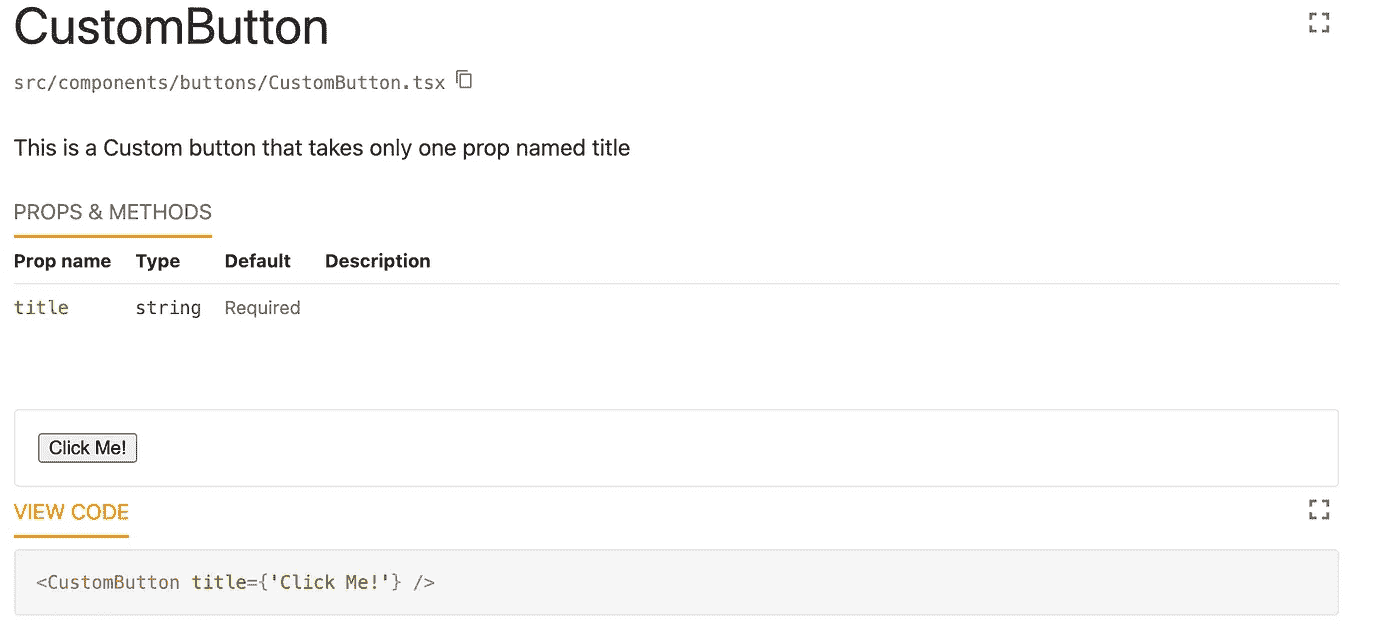 CustomButton
src/components/buttons/CustomButton.tsx
This is a Custom button that takes only one prop named title
PROPS & METHODS
Prop name Type Default Description
title string Required
Click Me!
VIEW CODE
<CustomButton title={'Click Me!'} />